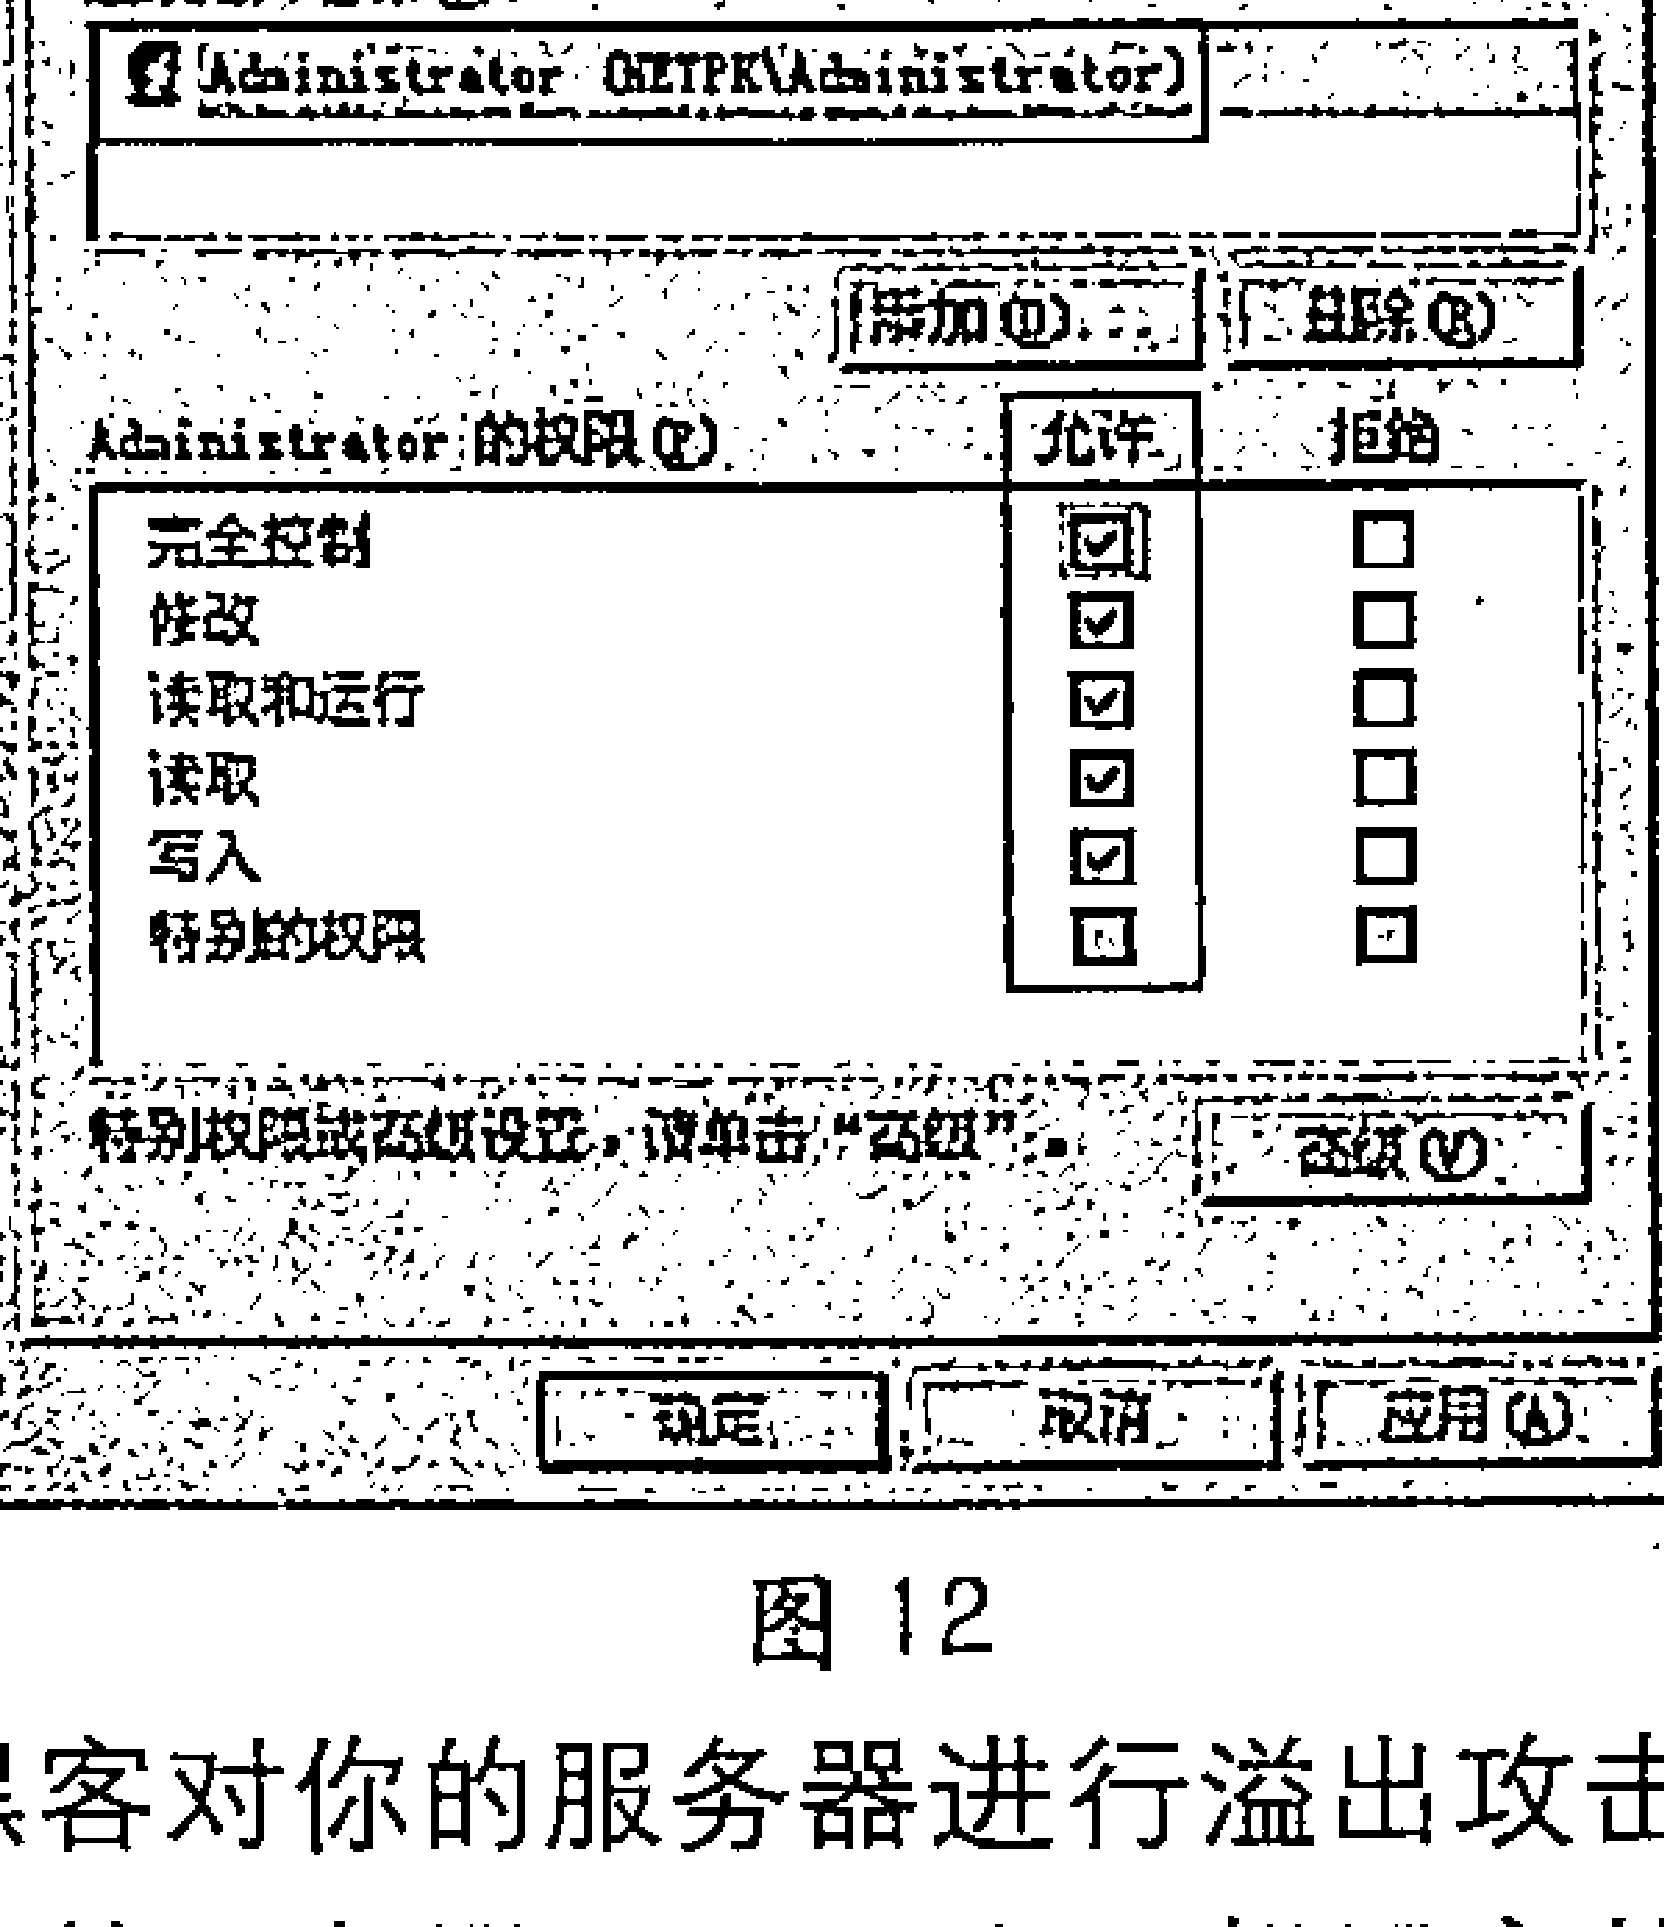 Administrator (NETPK\Administrator)
添加(D)... 删除(R)
Administrator 的权限(P) 允许 拒绝
完全控制
修改
读取和运行
读取
写入
特别的权限
特别权限或高级设置，请单击“高级”。 高级(V)
确定 取消 应用(A)
图 12
客对你的服务器进行溢出攻击